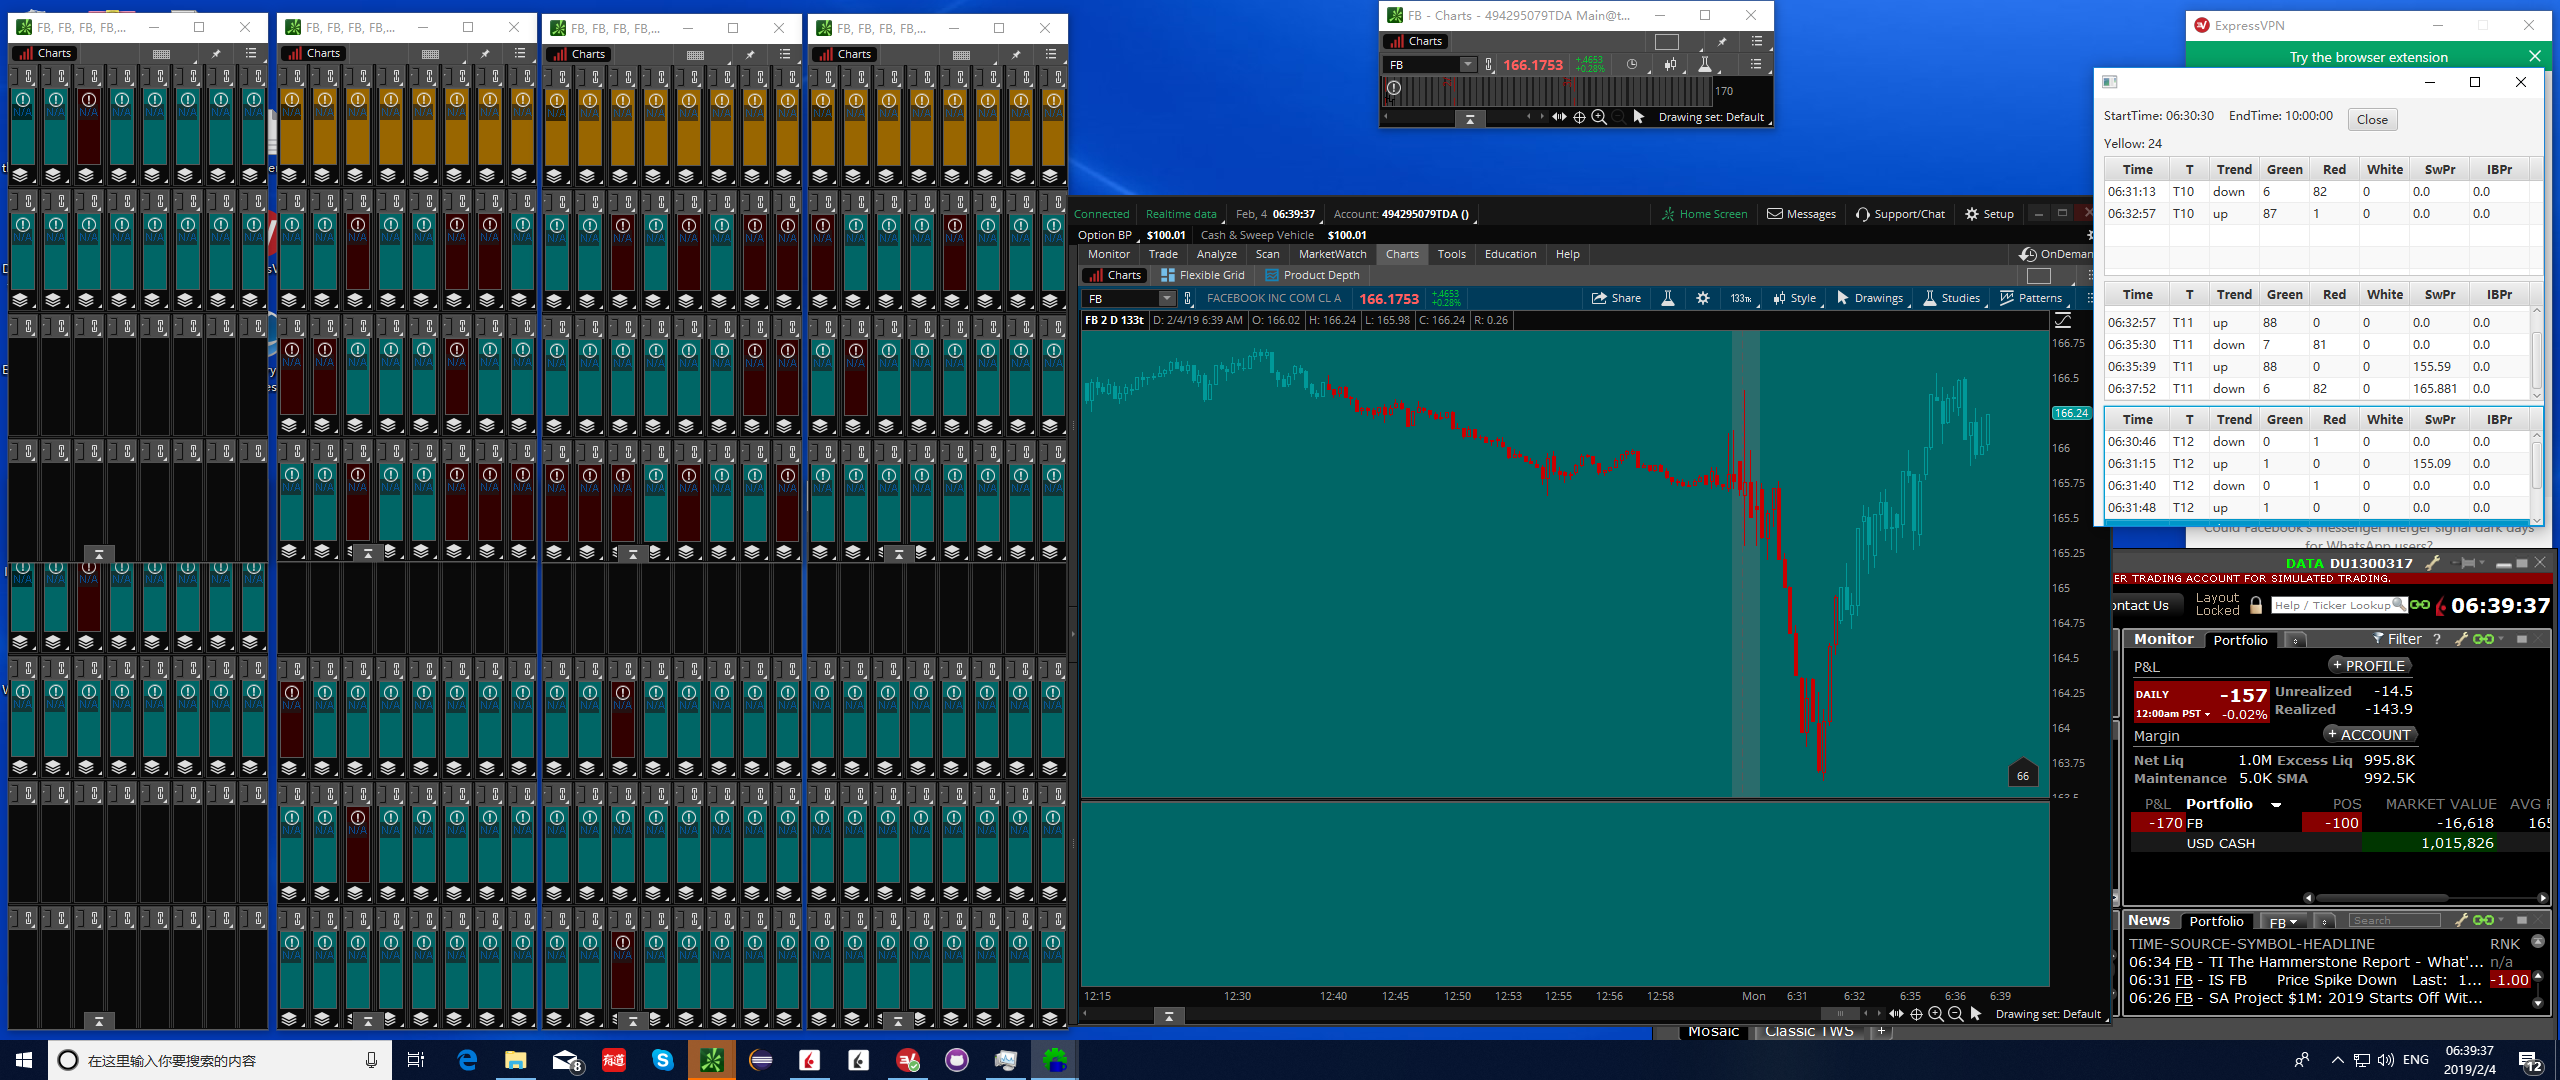 FB, FB, FB, FB,...
Charts
FB, FB, FB, FB,...
Charts
FB, FB, FB, FB,...
Charts
FB, FB, FB, FB,...
Charts
FB - Charts - 494295079TDA Main@t...
Charts
FB 166.1753 +.4653 +0.28%
170
Drawing set: Default
ExpressVPN
Try the browser extension
StartTime: 06:30:30 EndTime: 10:00:00 Close
Yellow: 24
Time T Trend Green Red White SwPr IBPr
06:31:13 T10 down 6 82 0 0.0 0.0
06:32:57 T10 up 87 1 0 0.0 0.0
Time T Trend Green Red White SwPr IBPr
06:32:57 T11 up 88 0 0 0.0 0.0
06:35:30 T11 down 7 81 0 0.0 0.0
06:35:39 T11 up 88 0 0 155.59 0.0
06:37:52 T11 down 6 82 0 165.881 0.0
Time T Trend Green Red White SwPr IBPr
06:30:46 T12 down 0 1 0 0.0 0.0
06:31:15 T12 up 1 0 0 155.09 0.0
06:31:40 T12 down 0 1 0 0.0 0.0
06:31:48 T12 up 1 0 0 0.0 0.0
Could Facebook's messenger merger signal dark days
for WhatsApp users?
Connected Realtime data Feb, 4 06:39:37 Account: 494295079TDA () Home Screen Messages Support/Chat Setup
Option BP $100.01 Cash & Sweep Vehicle $100.01
Monitor Trade Analyze Scan MarketWatch Charts Tools Education Help OnDeman
Charts Flexible Grid Product Depth
FB FACEBOOK INC COM CL A 166.1753 +.4653 +0.28% Share 133tk Style Drawings Studies Patterns
FB 2 D 133t D: 2/4/19 6:39 AM O: 166.02 H: 166.24 L: 165.98 C: 166.24 R: 0.26
166.75
166.5
166.24
166
165.75
165.5
165.25
165
164.75
164.5
164.25
164
163.75
163.5
66
12:15 12:30 12:40 12:45 12:50 12:53 12:55 12:56 12:58 Mon 6:31 6:32 6:35 6:36 6:39
Drawing set: Default
DATA DU1300317
ER TRADING ACCOUNT FOR SIMULATED TRADING.
ontact Us Layout Locked Help / Ticker Lookup 06:39:37
Monitor Portfolio Filter ?
P&L + PROFILE
DAILY -157 Unrealized -14.5
12:00am PST -0.02% Realized -143.9
Margin + ACCOUNT
Net Liq 1.0M Excess Liq 995.8K
Maintenance 5.0K SMA 992.5K
P&L Portfolio POS MARKET VALUE AVG
-170 FB -100 -16,618 165
USD CASH 1,015,826
News Portfolio FB Search
TIME-SOURCE-SYMBOL-HEADLINE RNK
06:34 FB - TI The Hammerstone Report - What'... n/a
06:31 FB - IS FB Price Spike Down Last: 1... -1.00
06:26 FB - SA Project $1M: 2019 Starts Off Wit...
Mosaic Classic TWS +
在这里输入你要搜索的内容
8
有道
ENG
06:39:37
2019/2/4
12